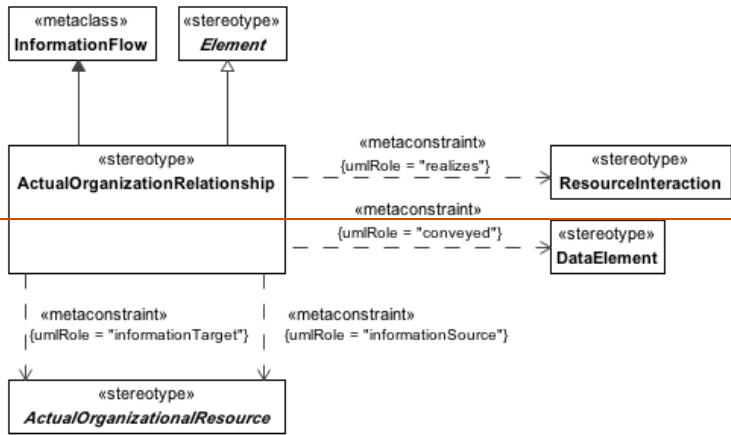 «metaclass»
InformationFlow
«stereotype»
Element
«stereotype»
ActualOrganizationRelationship
«metaconstraint»
{umlRole = "realizes"}
«stereotype»
ResourceInteraction
«metaconstraint»
{umlRole = "conveyed"}
«stereotype»
DataElement
«metaconstraint»
{umlRole = "informationTarget"}
«metaconstraint»
{umlRole = "informationSource"}
«stereotype»
ActualOrganizationalResource